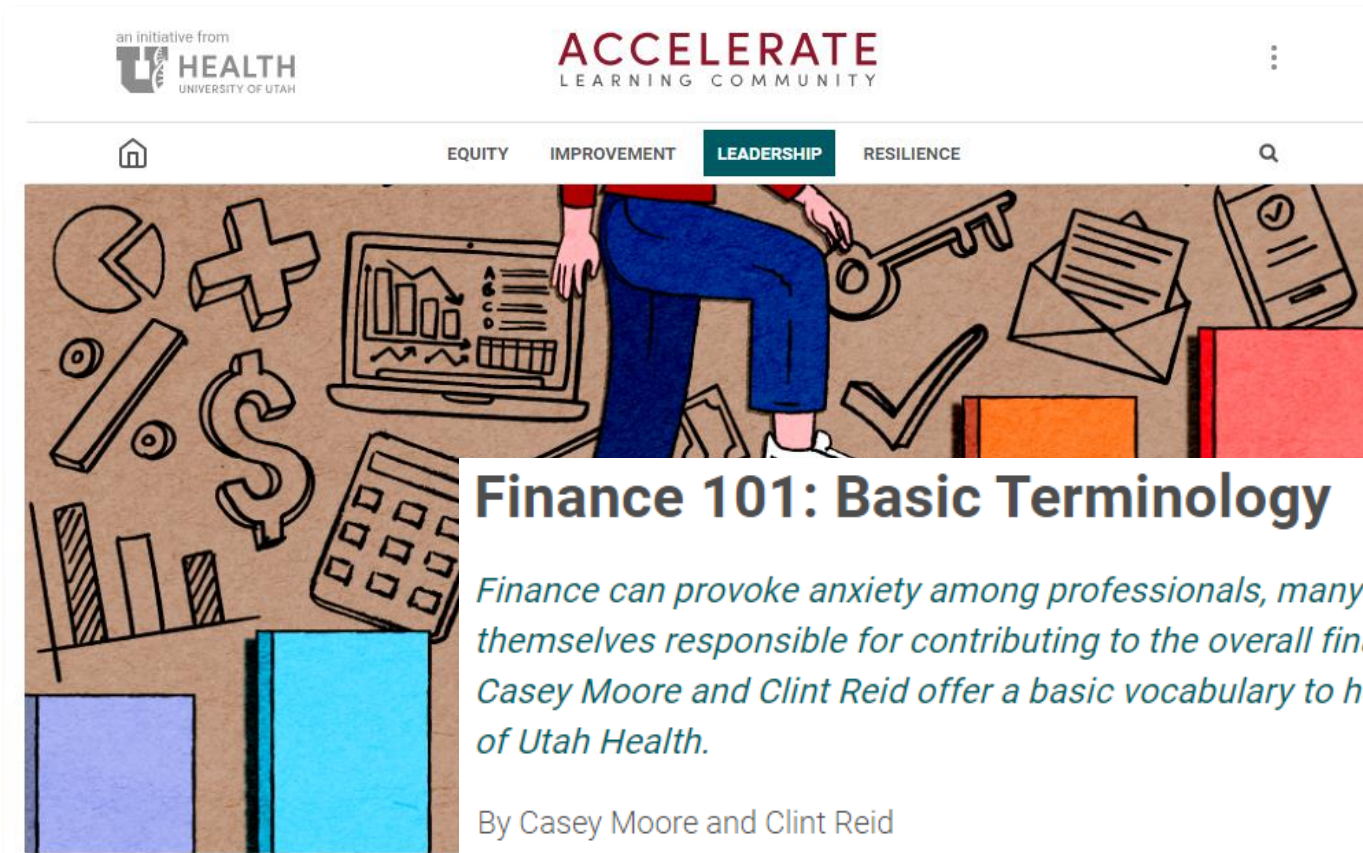 an initiative from
U HEALTH
UNIVERSITY OF UTAH
ACCELERATE
LEARNING COMMUNITY
EQUITY IMPROVEMENT LEADERSHIP RESILIENCE
A
B
C
D
Finance 101: Basic Terminology
Finance can provoke anxiety among professionals, many
themselves responsible for contributing to the overall
Casey Moore and Clint Reid offer a basic vocabulary to
of Utah Health.
By Casey Moore and Clint Reid